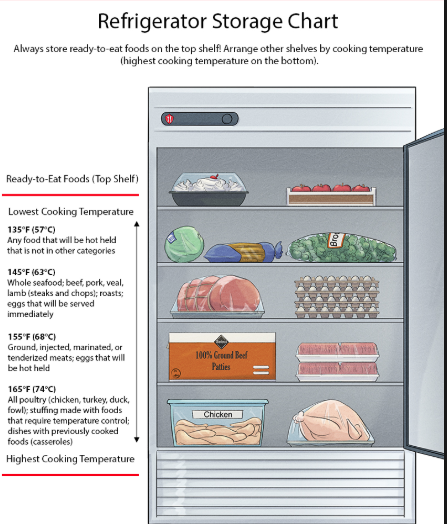 Refrigerator Storage Chart
Always store ready-to-eat foods on the top shelf! Arrange other shelves by cooking temperature
(highest cooking temperature on the bottom).
Ready-to-Eat Foods (Top Shelf)
Lowest Cooking Temperature
135°F (57°C)
Any food that will be hot held
that is not in other categories
145°F (63°C)
Whole seafood; beef, pork, veal,
lamb (steaks and chops); roasts;
eggs that will be served
immediately
155°F (68°C)
Ground, injected, marinated, or
tenderized meats; eggs that will
be hot held
165°F (74°C)
All poultry (chicken, turkey, duck,
fowl); stuffing made with foods
that require temperature control;
dishes with previously cooked
foods (casseroles)
Highest Cooking Temperature
Bro
100% Ground Beef
Patties
Chicken